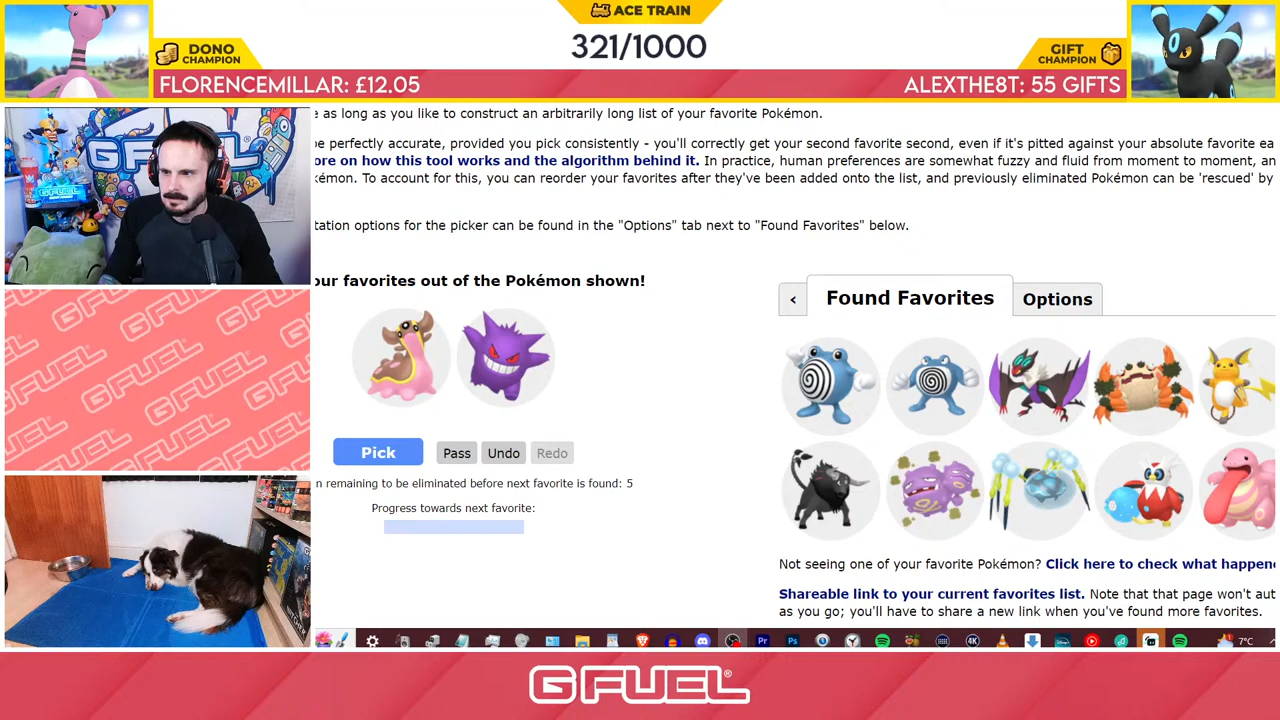 ACE TRAIN
321/1000
DONO
CHAMPION
GIFT
CHAMPION
FLORENCEMILLAR: £12.05
ALEXTHE8T: 55 GIFTS
e as long as you like to construct an arbitrarily long list of your favorite Pokémon.
be perfectly accurate, provided you pick consistently - you'll correctly get your second favorite second, even if it's pitted against your absolute favorite ea
ore on how this tool works and the algorithm behind it. In practice, human preferences are somewhat fuzzy and fluid from moment to moment, an
kémon. To account for this, you can reorder your favorites after they've been added onto the list, and previously eliminated Pokémon can be 'rescued' by
tation options for the picker can be found in the "Options" tab next to "Found Favorites" below.
our favorites out of the Pokémon shown!
‹
Found Favorites
Options
Pick
Pass
Undo
Redo
n remaining to be eliminated before next favorite is found: 5
Progress towards next favorite:
Not seeing one of your favorite Pokémon? Click here to check what happene
Shareable link to your current favorites list. Note that that page won't aut
as you go; you'll have to share a new link when you've found more favorites.
7°C
G FUEL
G FUEL
G FUEL